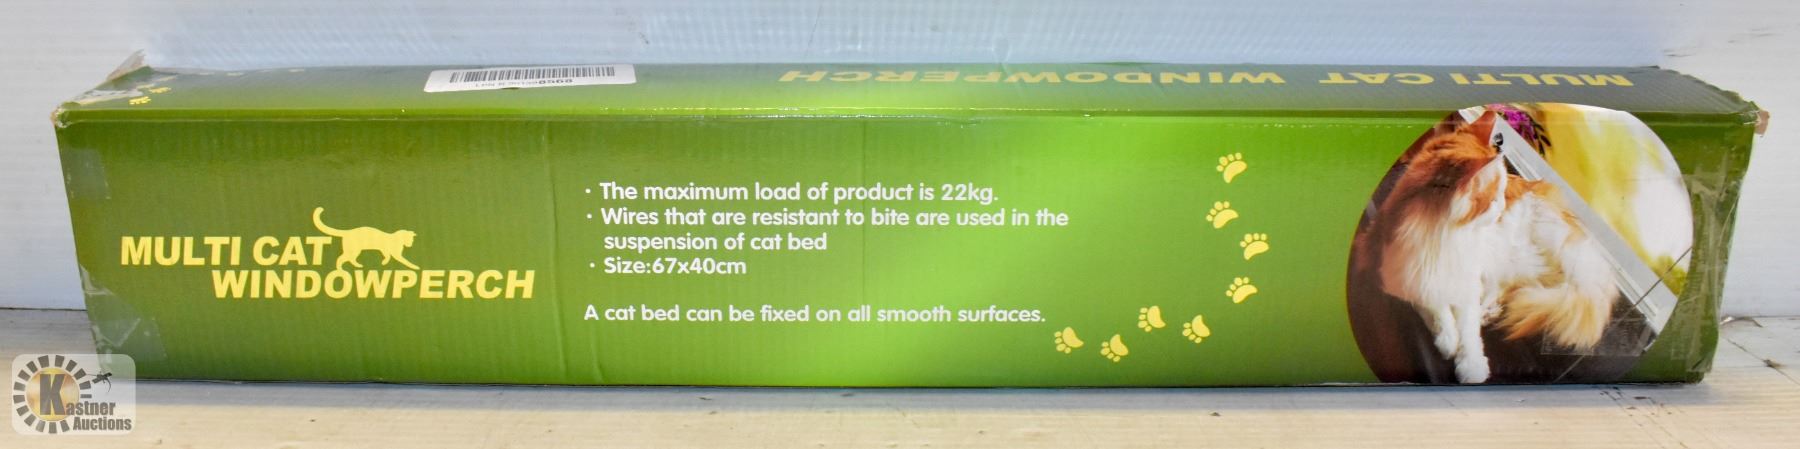 MULTI CAT WINDOWPERCH
8568
MULTI CAT
WINDOWPERCH
· The maximum load of product is 22kg.
· Wires that are resistant to bite are used in the
suspension of cat bed
· Size:67x40cm
A cat bed can be fixed on all smooth surfaces.
Kastner
Auctions